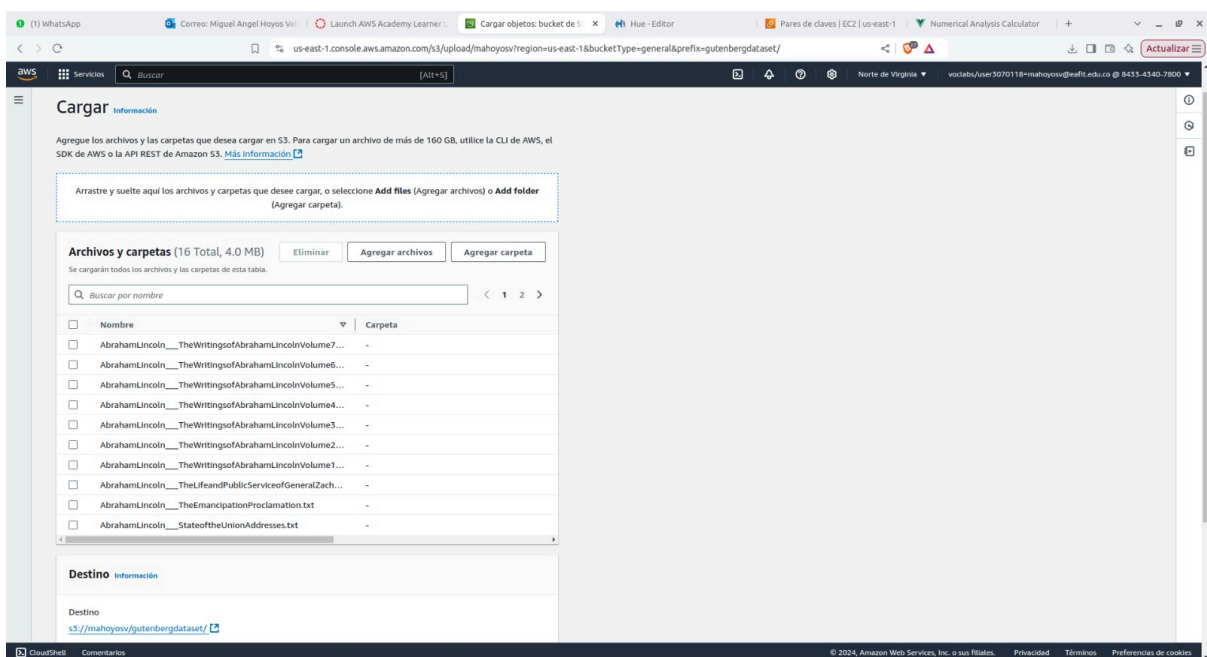 (1) WhatsApp
Correo: Miguel Angel Hoyos Vel
Launch AWS Academy Learner L
Cargar objetos: bucket de S
Hue - Editor
Pares de claves | EC2 | us-east-1
Numerical Analysis Calculator
us-east-1.console.aws.amazon.com/s3/upload/mahoyosv?region=us-east-1&bucketType=general&prefix=gutenbergdataset/
Actualizar
aws
Servicios
Buscar
[Alt+S]
Norte de Virginia
voclabs/user3070118=mahoyosv@eafit.edu.co @ 8433-4340-7800
Cargar Información
Agregue los archivos y las carpetas que desea cargar en S3. Para cargar un archivo de más de 160 GB, utilice la CLI de AWS, el
SDK de AWS o la API REST de Amazon S3. Más información
Arrastre y suelte aquí los archivos y carpetas que desee cargar, o seleccione Add files (Agregar archivos) o Add folder
(Agregar carpeta).
Archivos y carpetas (16 Total, 4.0 MB)
Eliminar
Agregar archivos
Agregar carpeta
Se cargarán todos los archivos y las carpetas de esta tabla.
Buscar por nombre
1 2
Nombre
Carpeta
AbrahamLincoln___TheWritingsofAbrahamLincolnVolume7... -
AbrahamLincoln___TheWritingsofAbrahamLincolnVolume6... -
AbrahamLincoln___TheWritingsofAbrahamLincolnVolume5... -
AbrahamLincoln___TheWritingsofAbrahamLincolnVolume4... -
AbrahamLincoln___TheWritingsofAbrahamLincolnVolume3... -
AbrahamLincoln___TheWritingsofAbrahamLincolnVolume2... -
AbrahamLincoln___TheWritingsofAbrahamLincolnVolume1... -
AbrahamLincoln___TheLifeandPublicServiceofGeneralZach... -
AbrahamLincoln___TheEmancipationProclamation.txt -
AbrahamLincoln___StateoftheUnionAddresses.txt -
Destino Información
Destino
s3://mahoyosv/gutenbergdataset/
CloudShell
Comentarios
© 2024, Amazon Web Services, Inc. o sus filiales.
Privacidad
Términos
Preferencias de cookies